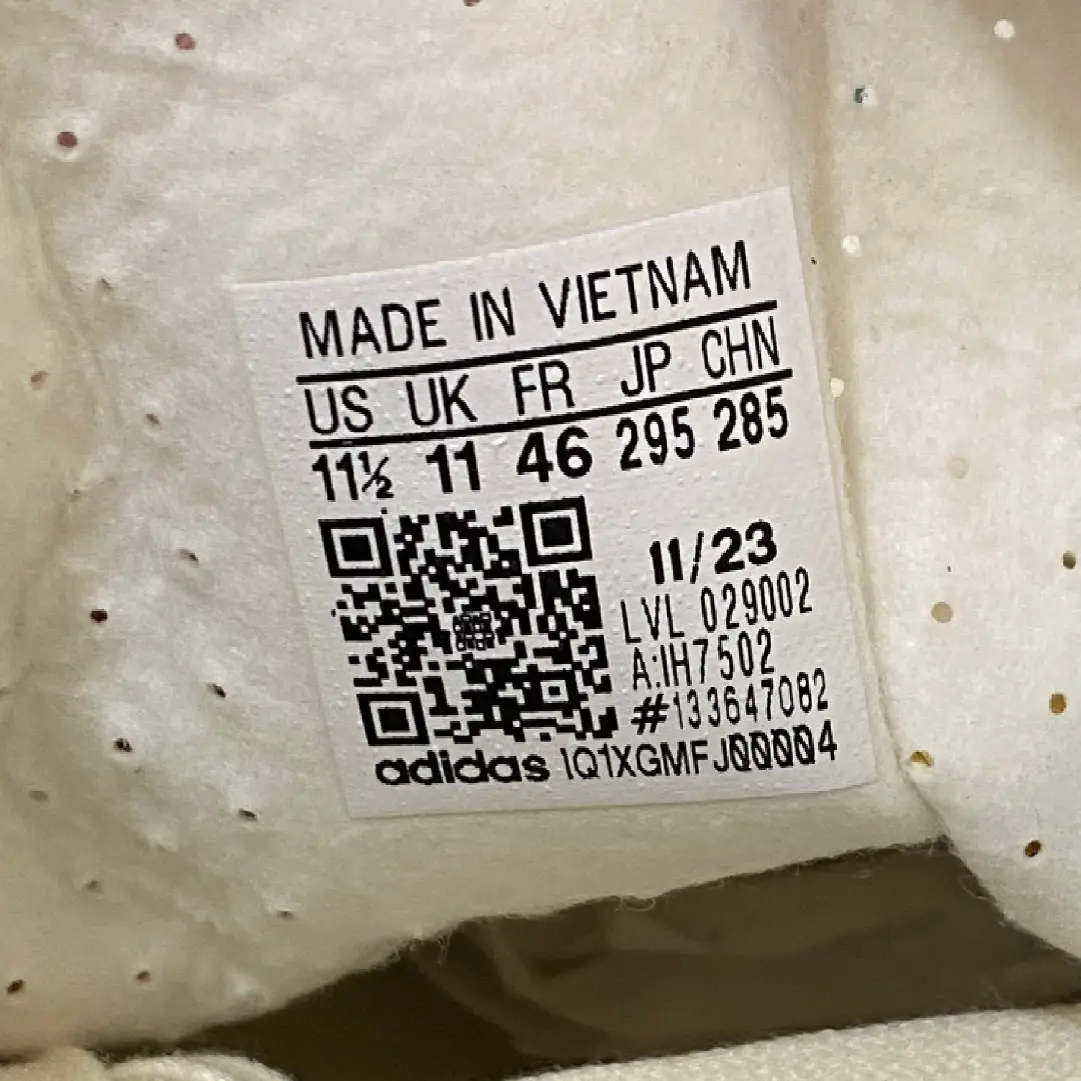 MADE IN VIETNAM
US UK FR JP CHN
11½ 11 46 295 285
11/23
LVL 029002
A:IH7502
#133647082
adidas 1Q1XGMFJ00004